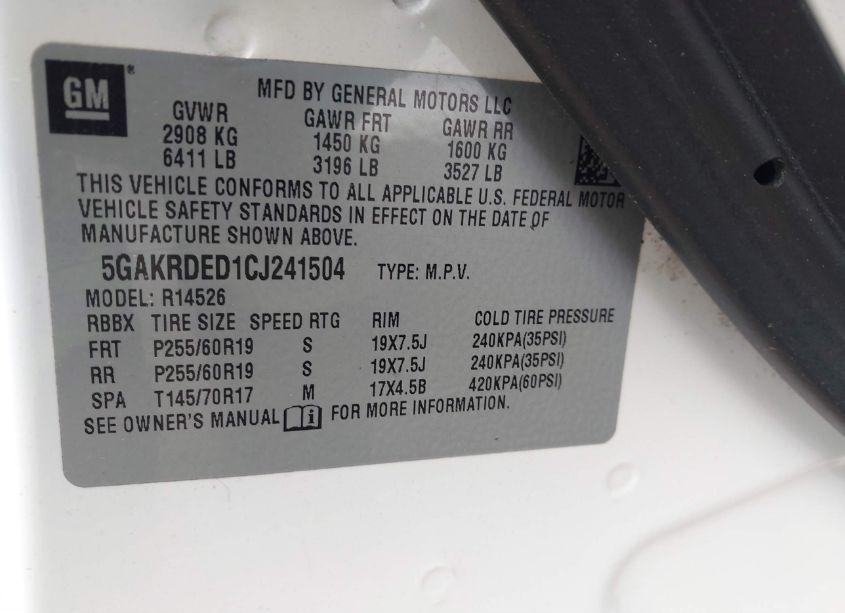 GM
MFD BY GENERAL MOTORS LLC
GVWR GAWR FRT GAWR RR
2908 KG 1450 KG 1600 KG
6411 LB 3196 LB 3527 LB
THIS VEHICLE CONFORMS TO ALL APPLICABLE U.S. FEDERAL MOTOR
VEHICLE SAFETY STANDARDS IN EFFECT ON THE DATE OF
MANUFACTURE SHOWN ABOVE.
5GAKRDED1CJ241504 TYPE: M.P.V.
MODEL: R14526
RBBX TIRE SIZE SPEED RTG RIM COLD TIRE PRESSURE
FRT P255/60R19 S 19X7.5J 240KPA(35PSI)
RR P255/60R19 S 19X7.5J 240KPA(35PSI)
SPA T145/70R17 M 17X4.5B 420KPA(60PSI)
SEE OWNER'S MANUAL i FOR MORE INFORMATION.